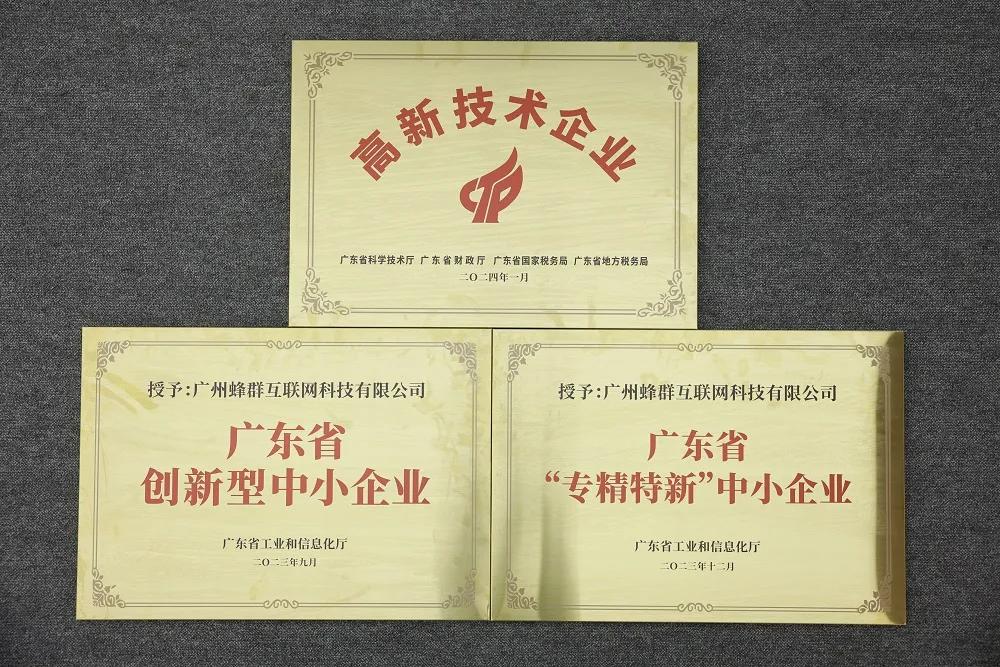 高新技术企业
CTP
广东省科学技术厅 广东省财政厅 广东省国家税务局 广东省地方税务局
二〇二四年一月
授予:广州蜂群互联网科技有限公司
广东省
创新型中小企业
广东省工业和信息化厅
二〇二三年九月
授予:广州蜂群互联网科技有限公司
广东省
“专精特新”中小企业
广东省工业和信息化厅
二〇二三年十二月